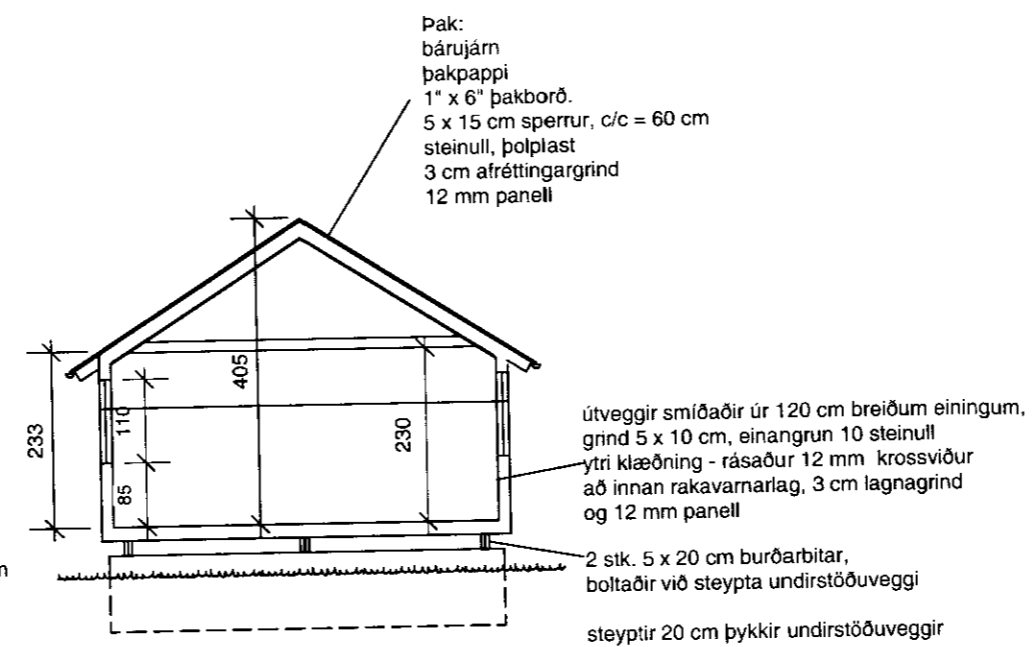 Þak:
bárujárn
þakpappi
1" x 6" þakborð.
5 x 15 cm sperrur, c/c = 60 cm
steinull, þolplast
3 cm afréttingargrind
12 mm panell
405
233
110
230
85
útveggir smíðaðir úr 120 cm breiðum einingum,
grind 5 x 10 cm, einangrun 10 steinull
ytri klæðning - rásaður 12 mm krossviður
að innan rakavarnarlag, 3 cm lagnagrind
og 12 mm panell
2 stk. 5 x 20 cm burðarbitar,
boltaðir við steypta undirstöðuveggi
steyptir 20 cm þykkir undirstöðuveggir